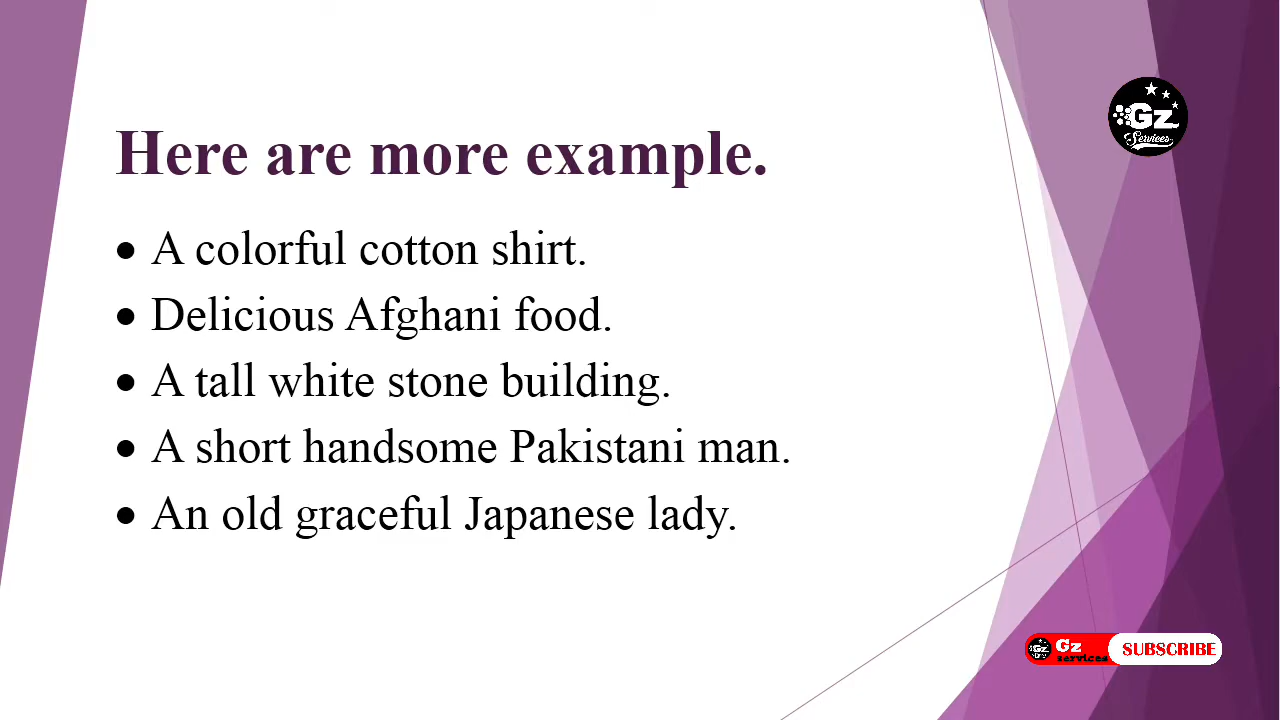 Here are more example.
• A colorful cotton shirt.
• Delicious Afghani food.
• A tall white stone building.
• A short handsome Pakistani man.
• An old graceful Japanese lady.
Gz
Services
Gz
services
SUBSCRIBE